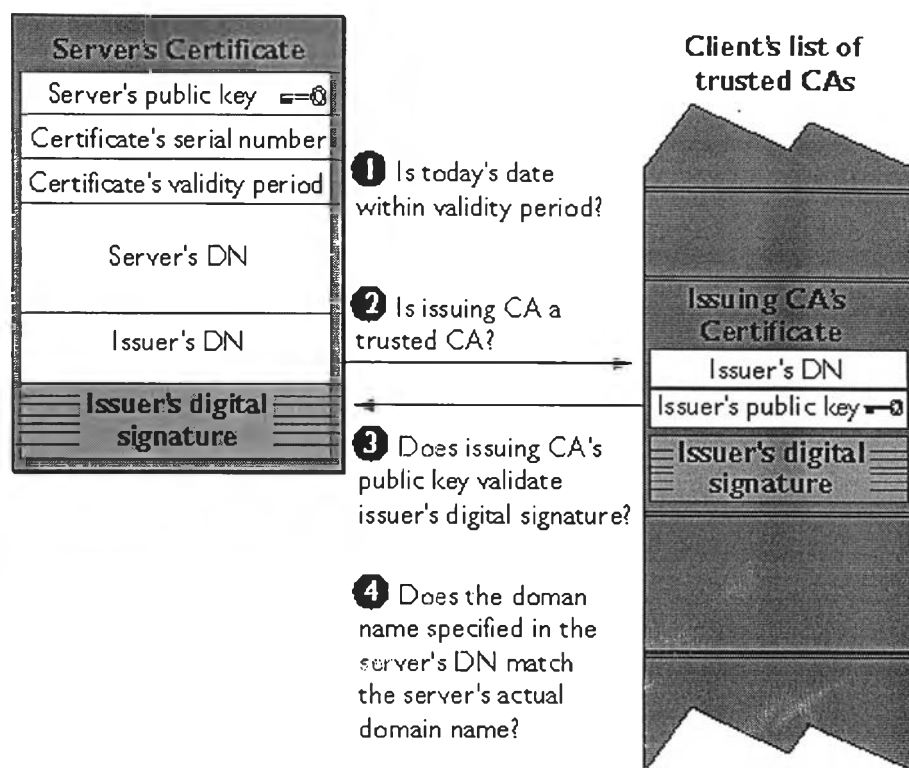 Server's Certificate
Server's public key
Certificate's serial number
Certificate's validity period
Server's DN
Issuer's DN
Issuer's digital
signature
1 Is today's date
within validity period?
2 Is issuing CA a
trusted CA?
3 Does issuing CA's
public key validate
issuer's digital signature?
4 Does the doman
name specified in the
server's DN match
the server's actual
domain name?
Client's list of
trusted CAs
Issuing CA's
Certificate
Issuer's DN
Issuer's public key
Issuer's digital
signature